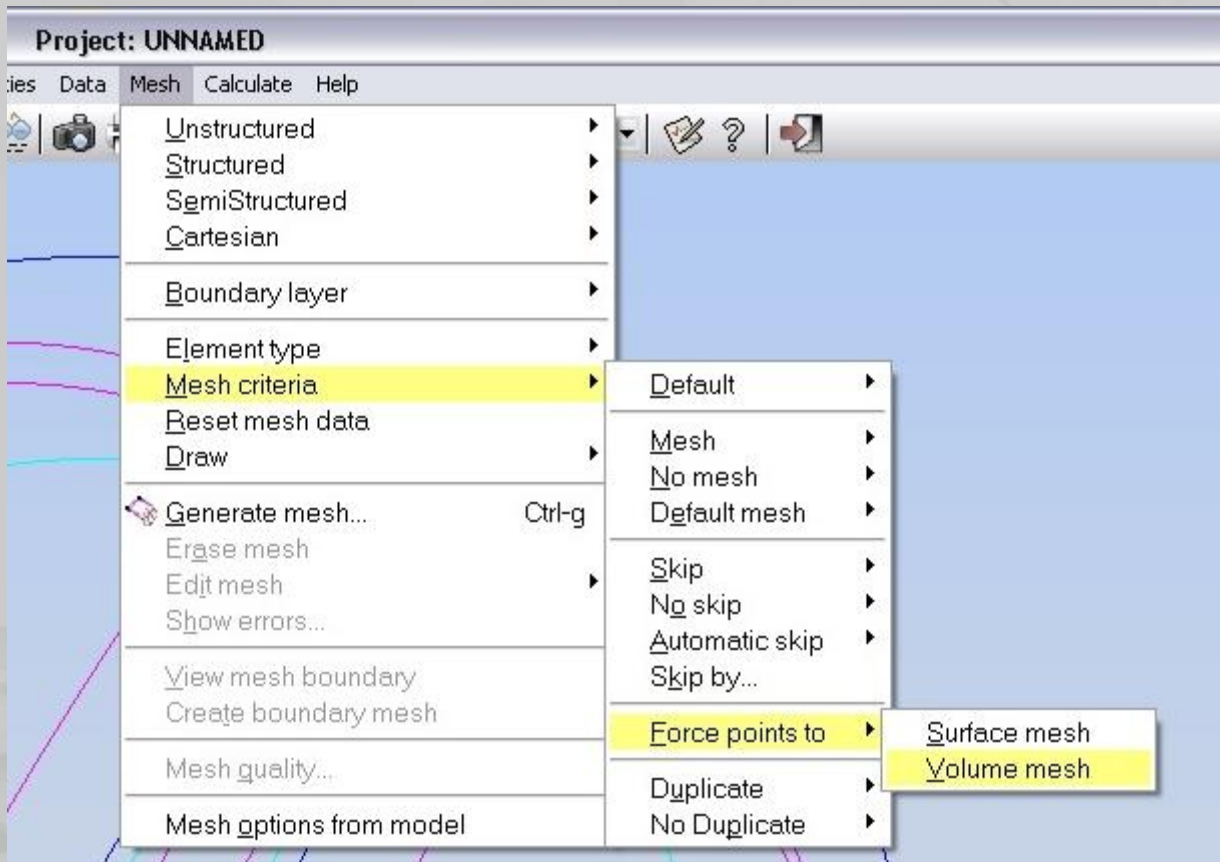 Project: UNNAMED
ies Data Mesh Calculate Help
Unstructured
Structured
SemiStructured
Cartesian
Boundary layer
Element type
Mesh criteria
Reset mesh data
Draw
Generate mesh... Ctrl-g
Erase mesh
Edit mesh
Show errors...
View mesh boundary
Create boundary mesh
Mesh quality...
Mesh options from model
Default
Mesh
No mesh
Default mesh
Skip
No skip
Automatic skip
Skip by...
Force points to
Duplicate
No Duplicate
Surface mesh
Volume mesh